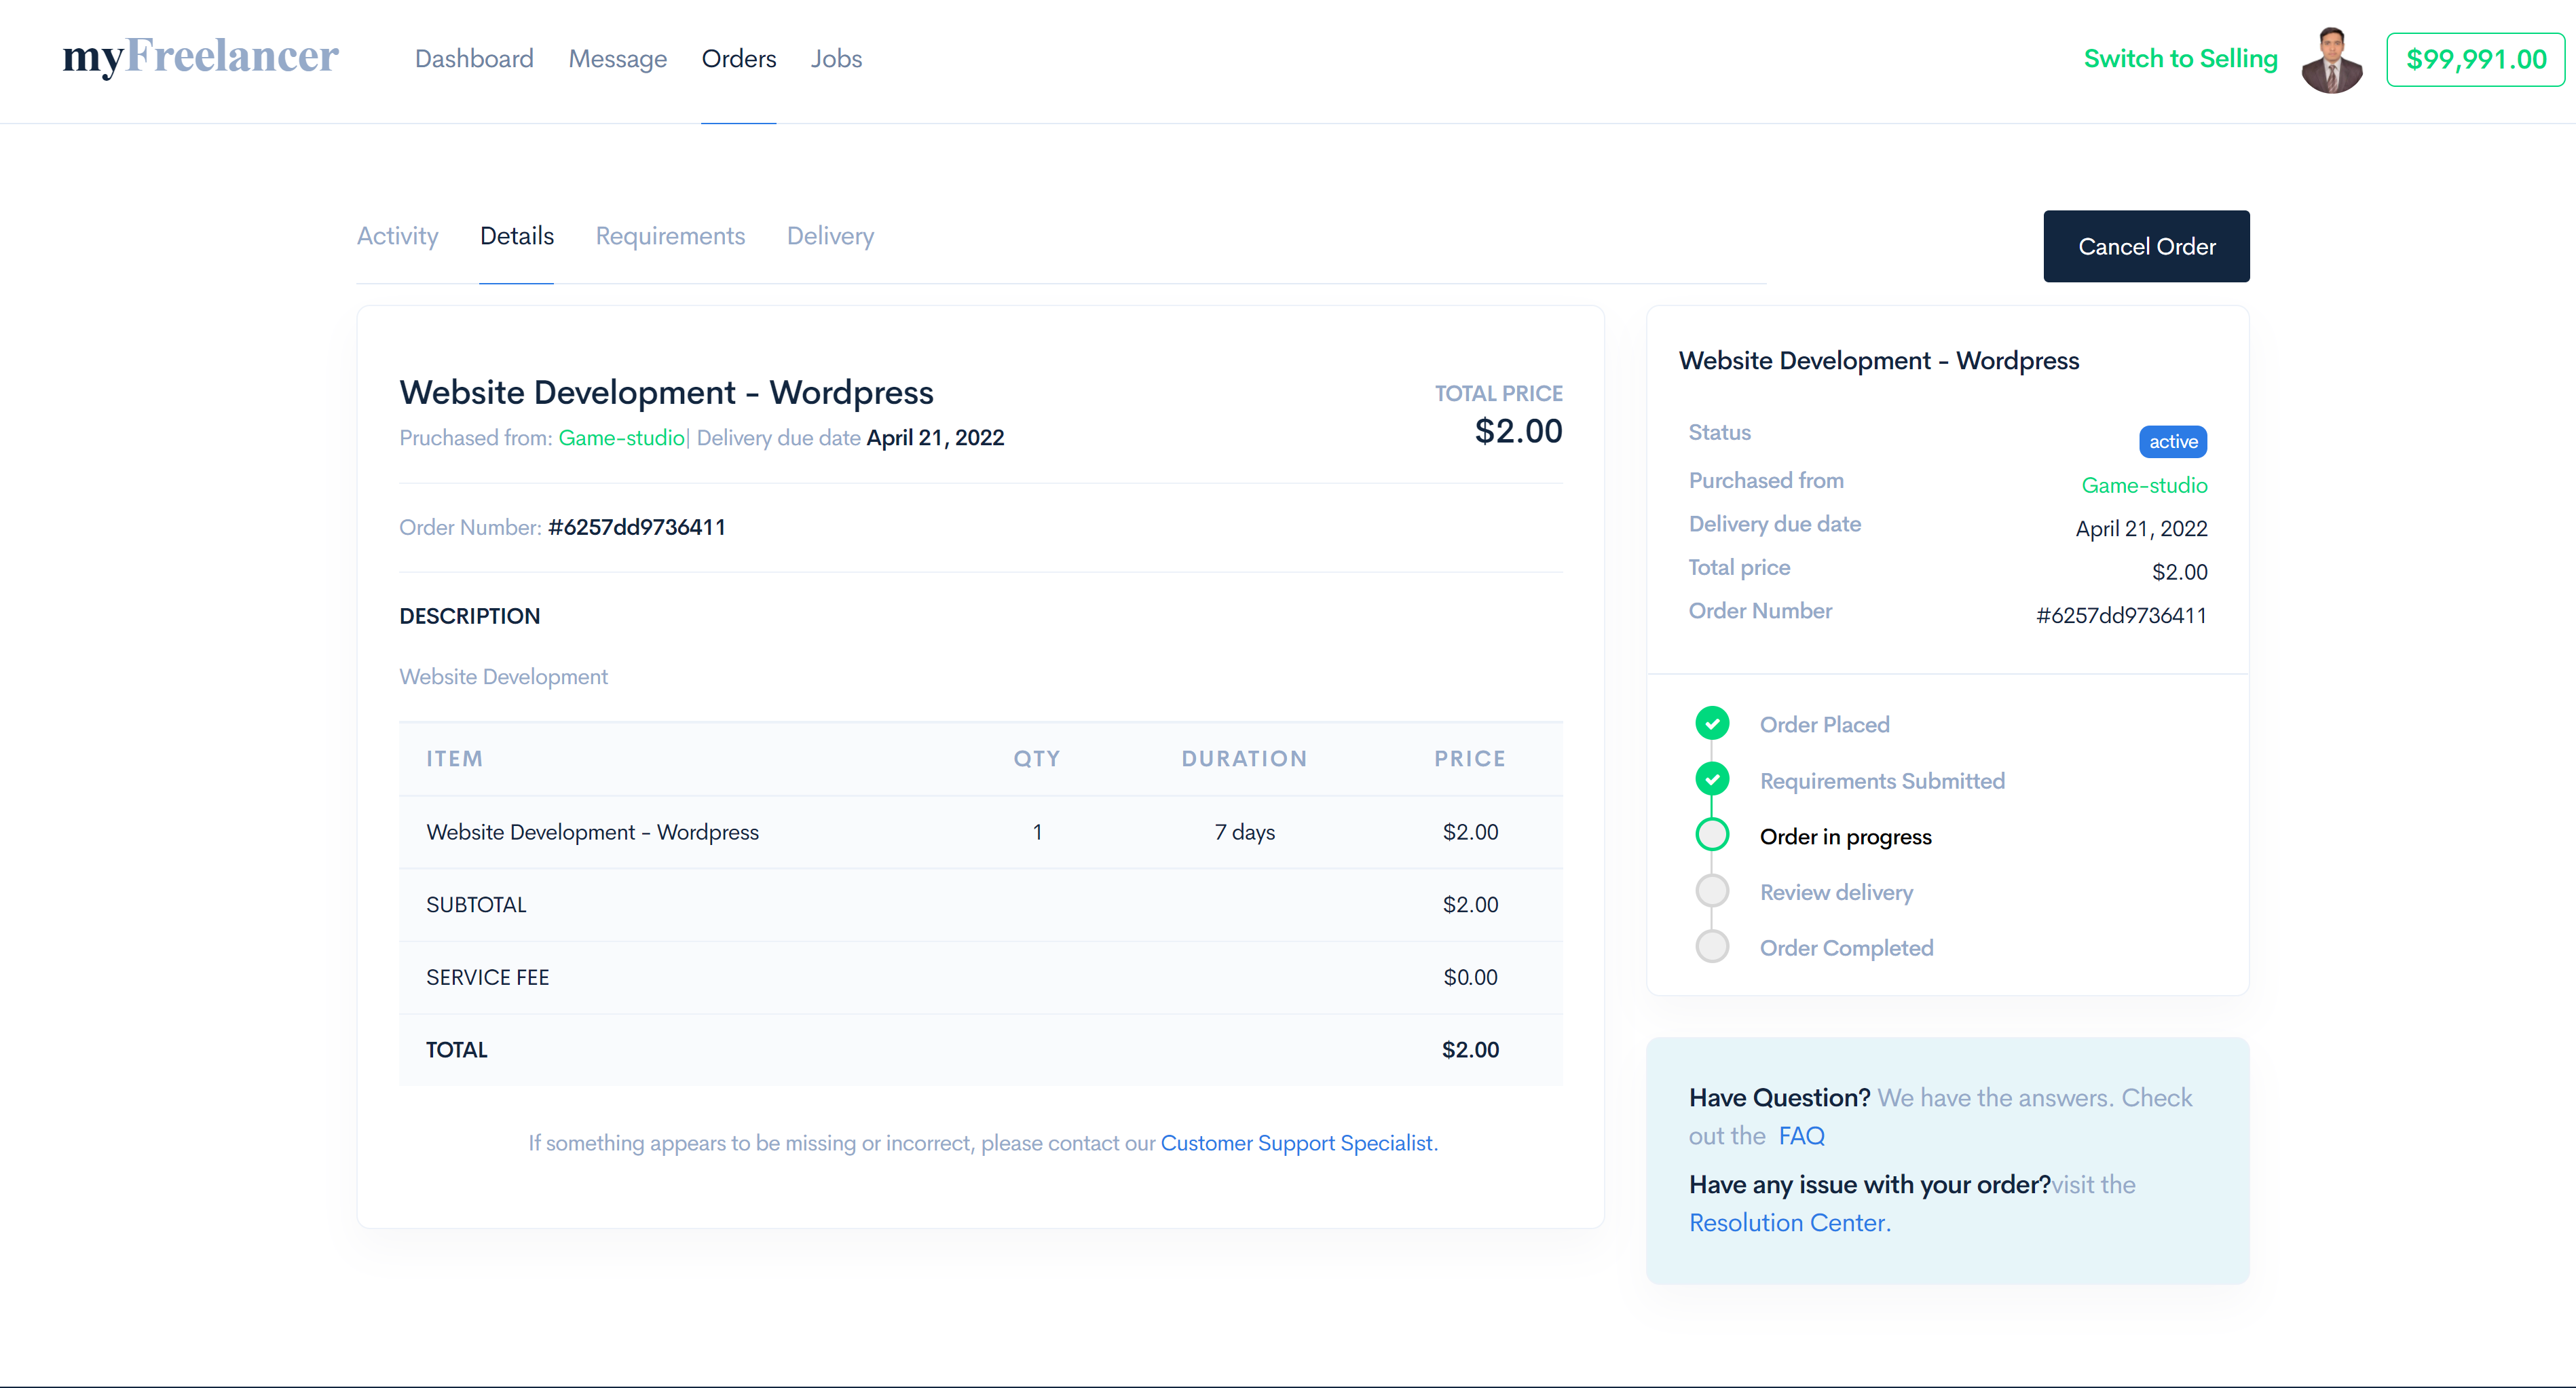 myFreelancer
Dashboard Message Orders Jobs
Switch to Selling $99,991.00
Activity Details Requirements Delivery
Cancel Order
Website Development - Wordpress
Pruchased from: Game-studio| Delivery due date April 21, 2022
TOTAL PRICE
$2.00
Order Number: #6257dd9736411
DESCRIPTION
Website Development
ITEM QTY DURATION PRICE
Website Development - Wordpress 1 7 days $2.00
SUBTOTAL $2.00
SERVICE FEE $0.00
TOTAL $2.00
If something appears to be missing or incorrect, please contact our Customer Support Specialist.
Website Development - Wordpress
Status active
Purchased from Game-studio
Delivery due date April 21, 2022
Total price $2.00
Order Number #6257dd9736411
Order Placed
Requirements Submitted
Order in progress
Review delivery
Order Completed
Have Question? We have the answers. Check
out the FAQ
Have any issue with your order?visit the
Resolution Center.